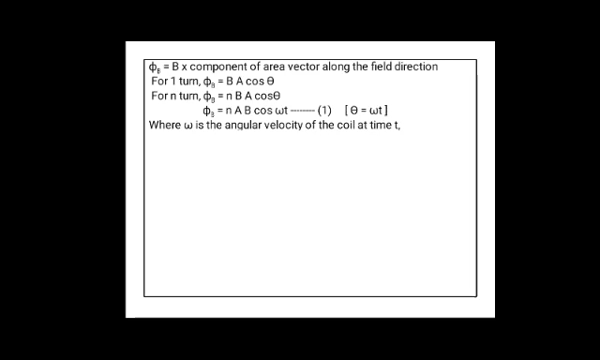 ϕB = B x component of area vector along the field direction
For 1 turn, ϕB = B A cos Θ
For n turn, ϕB = n B A cosΘ
ϕB = n A B cos ωt -------- (1) [ Θ = ωt ]
Where ω is the angular velocity of the coil at time t,